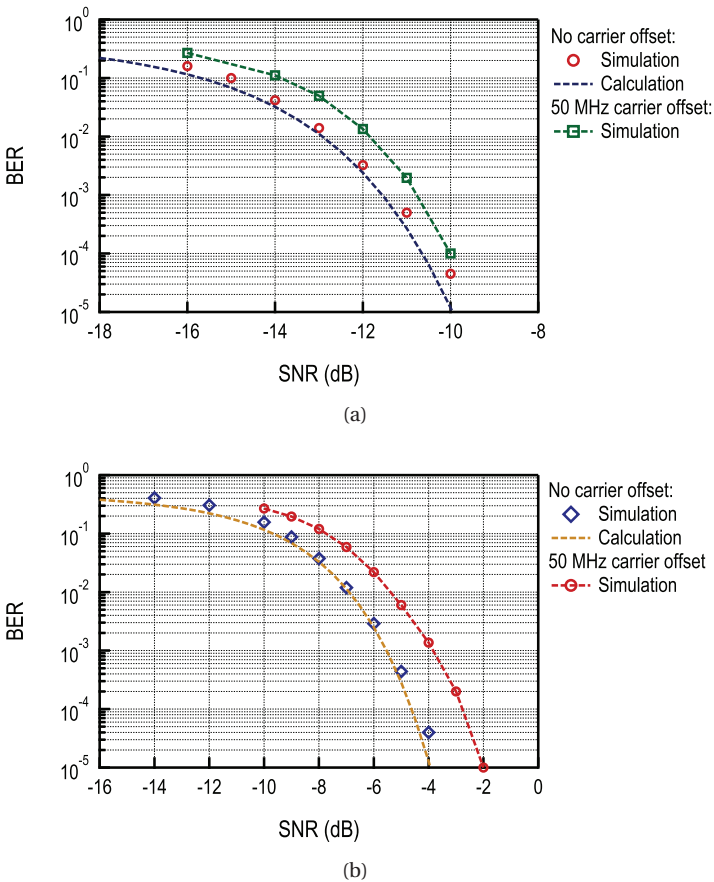 10^0
10^-1
10^-2
10^-3
10^-4
10^-5
BER
-18 -16 -14 -12 -10 -8
SNR (dB)
No carrier offset:
Simulation
Calculation
50 MHz carrier offset:
Simulation
(a)
10^0
10^-1
10^-2
10^-3
10^-4
10^-5
BER
-16 -14 -12 -10 -8 -6 -4 -2 0
SNR (dB)
No carrier offset:
Simulation
Calculation
50 MHz carrier offset
Simulation
(b)